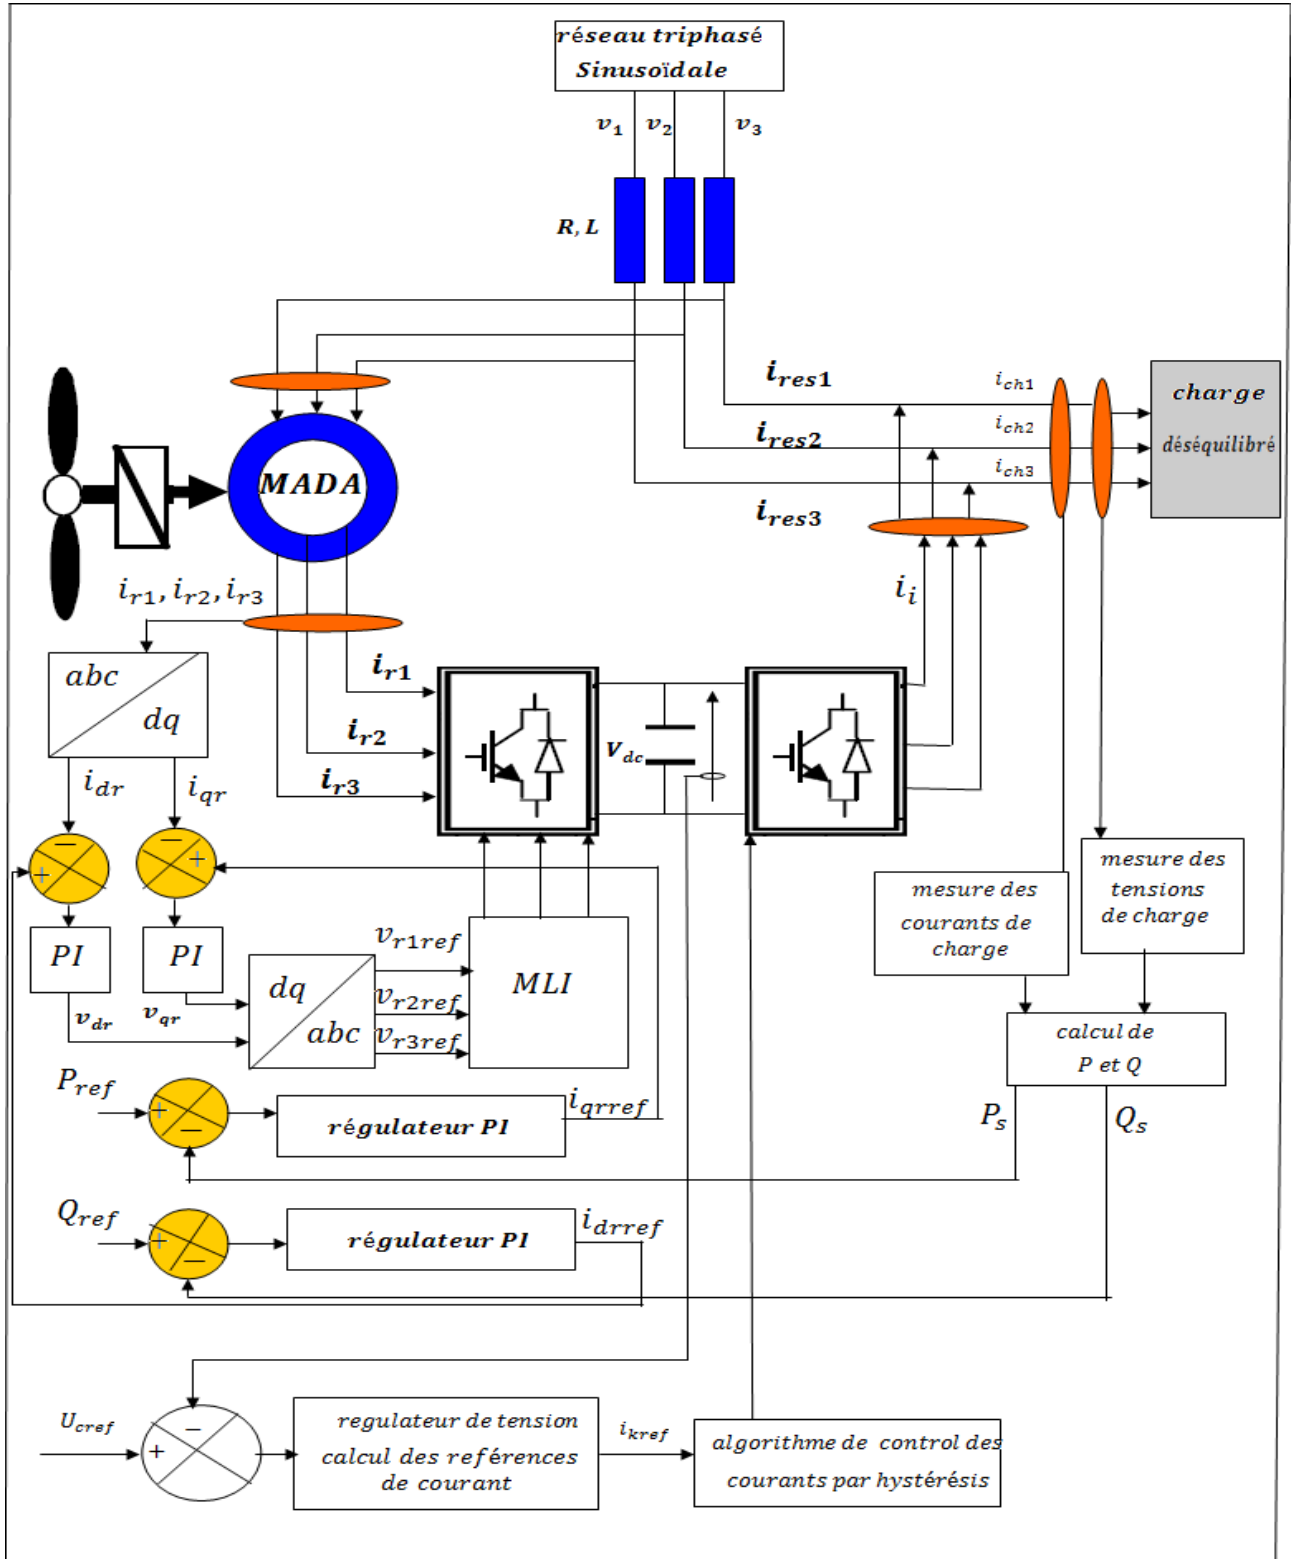 réseau triphasé
Sinusoïdale
v1 v2 v3
R, L
ires1
ich1
charge
déséquilibré
ires2
ich2
ich3
ires3
MADA
ir1, ir2, ir3
ii
abc
dq
ir1
ir2
ir3
Vdc
idr
iqr
−
+
−
+
PI
PI
vdr
vqr
dq
abc
vr1ref
vr2ref
vr3ref
MLI
mesure des
courants de
charge
mesure des
tensions
de charge
calcul de
P et Q
Ps
Qs
Pref
+
−
régulateur PI
iqrref
Qref
+
−
régulateur PI
idrref
Ucref
+
−
regulateur de tension
calcul des reférences
de courant
ikref
algorithme de control des
courants par hystérésis